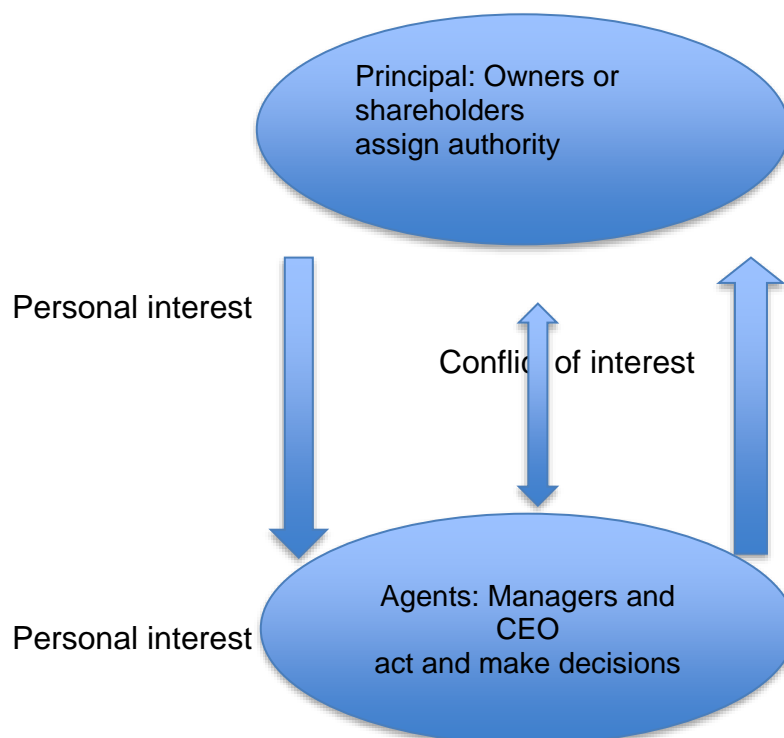 Principal: Owners or
shareholders
assign authority
Personal interest
Conflict of interest
Agents: Managers and
CEO
act and make decisions
Personal interest